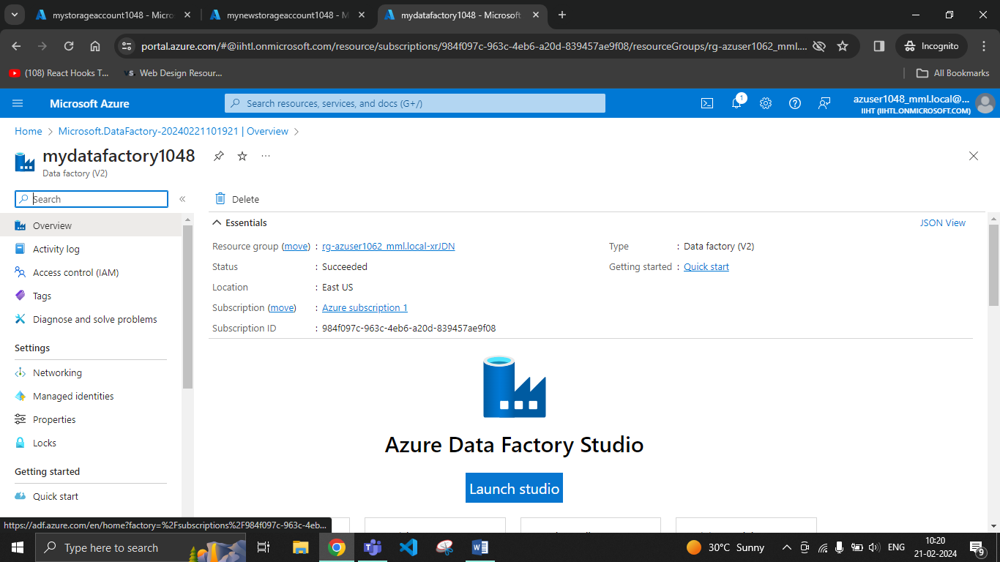 mystorageaccount1048 - Micro
mynewstorageaccount1048 - M
mydatafactory1048 - Microsoft
portal.azure.com/#@iihtl.onmicrosoft.com/resource/subscriptions/984f097c-963c-4eb6-a20d-839457ae9f08/resourceGroups/rg-azuser1062_mml....
Incognito
(108) React Hooks T...
VS.
Web Design Resour...
All Bookmarks
Microsoft Azure
Search resources, services, and docs (G+/)
1
azuser1048_mml.local@...
IIHT (IIHTL.ONMICROSOFT.COM)
Home > Microsoft.DataFactory-20240221101921 | Overview >
mydatafactory1048
...
Data factory (V2)
Search
«
Delete
Overview
Activity log
Access control (IAM)
Tags
Diagnose and solve problems
Settings
Networking
Managed identities
Properties
Locks
Getting started
Quick start
Essentials
JSON View
Resource group (move) : rg-azuser1062_mml.local-xrJDN
Status : Succeeded
Location : East US
Subscription (move) : Azure subscription 1
Subscription ID : 984f097c-963c-4eb6-a20d-839457ae9f08
Type : Data factory (V2)
Getting started : Quick start
Azure Data Factory Studio
Launch studio
https://adf.azure.com/en/home?factory=%2Fsubscriptions%2F984f097c-963c-4eb...
Type here to search
30°C Sunny
ENG
10:20
21-02-2024
9